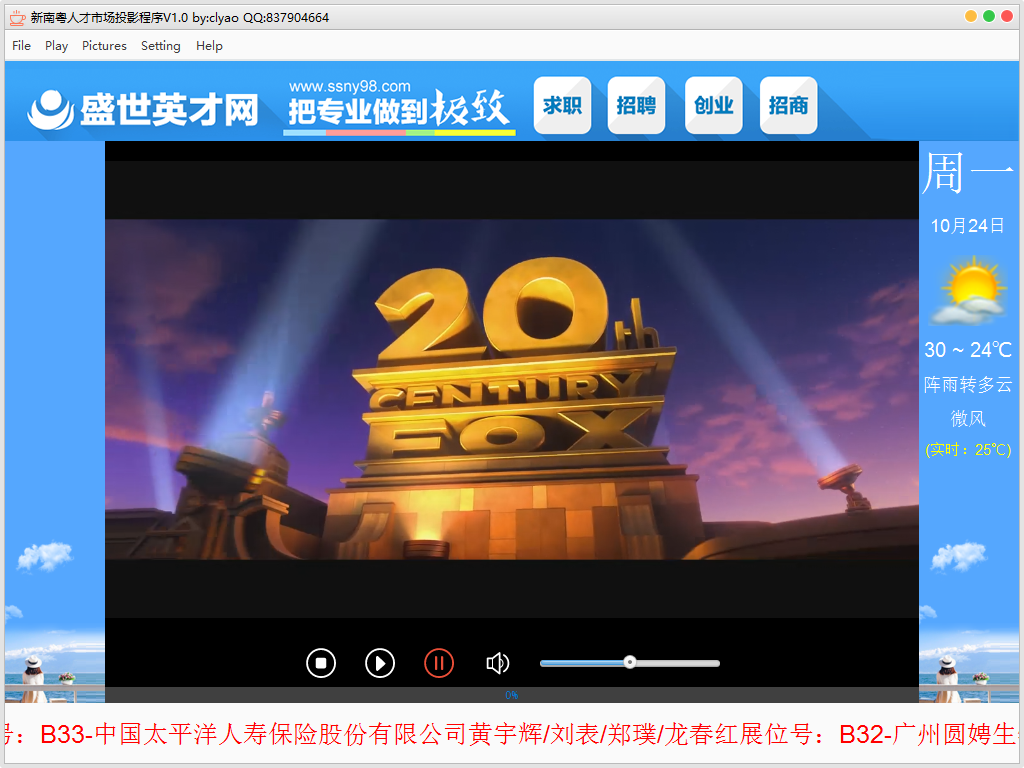 新南粤人才市场投影程序V1.0 by:clyao QQ:837904664
File Play Pictures Setting Help
盛世英才网
www.ssny98.com
把专业做到极致
求职 招聘 创业 招商
周一
10月24日
20th
CENTURY
FOX
30 ~ 24℃
阵雨转多云
微风
(实时：25℃)
0%
号：B33-中国太平洋人寿保险股份有限公司黄宇辉/刘表/郑璞/龙春红展位号：B32-广州圆娉生